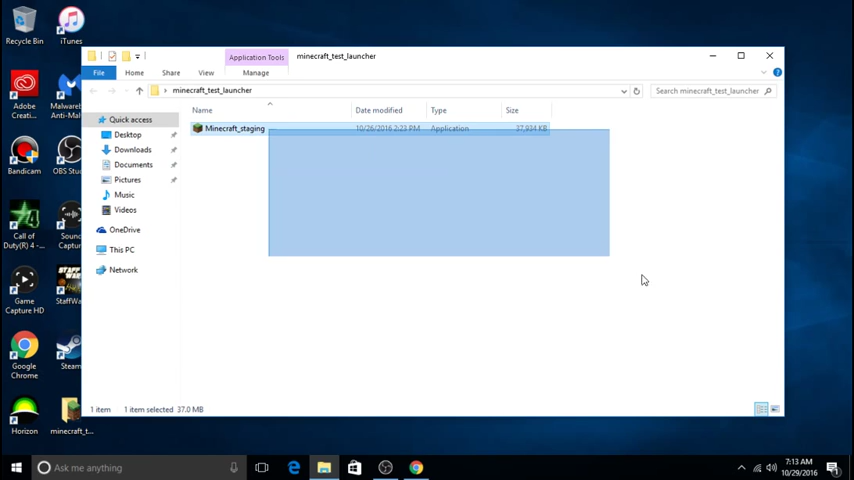 Recycle Bin
iTunes
Adobe Creati...
Malwareb Anti-Mal
Bandicam
OBS Stu
Call of Duty(R) 4 -...
Sound Captur
Game Capture HD
StaffWa
Google Chrome
Steam
Horizon
minecraft_t...
Application Tools
minecraft_test_launcher
File
Home
Share
View
Manage
minecraft_test_launcher
Search minecraft_test_launcher
Name
Date modified
Type
Size
Minecraft_staging
10/26/2016 2:23 PM
Application
37,934 KB
Quick access
Desktop
Downloads
Documents
Pictures
Music
Videos
OneDrive
This PC
Network
1 item
1 item selected 37.0 MB
Ask me anything
7:13 AM
10/29/2016